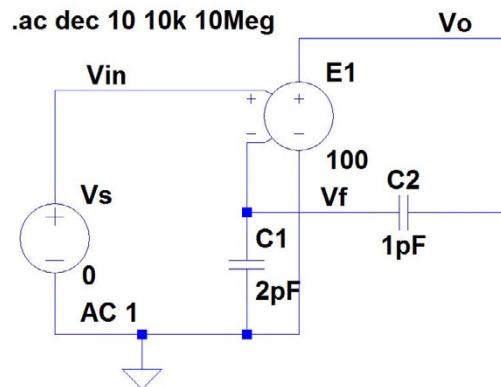 .ac dec 10 10k 10Meg
Vo
Vin
E1
+ +
− −
100
Vs
Vf
C2
+
C1
1pF
−
0
2pF
AC 1